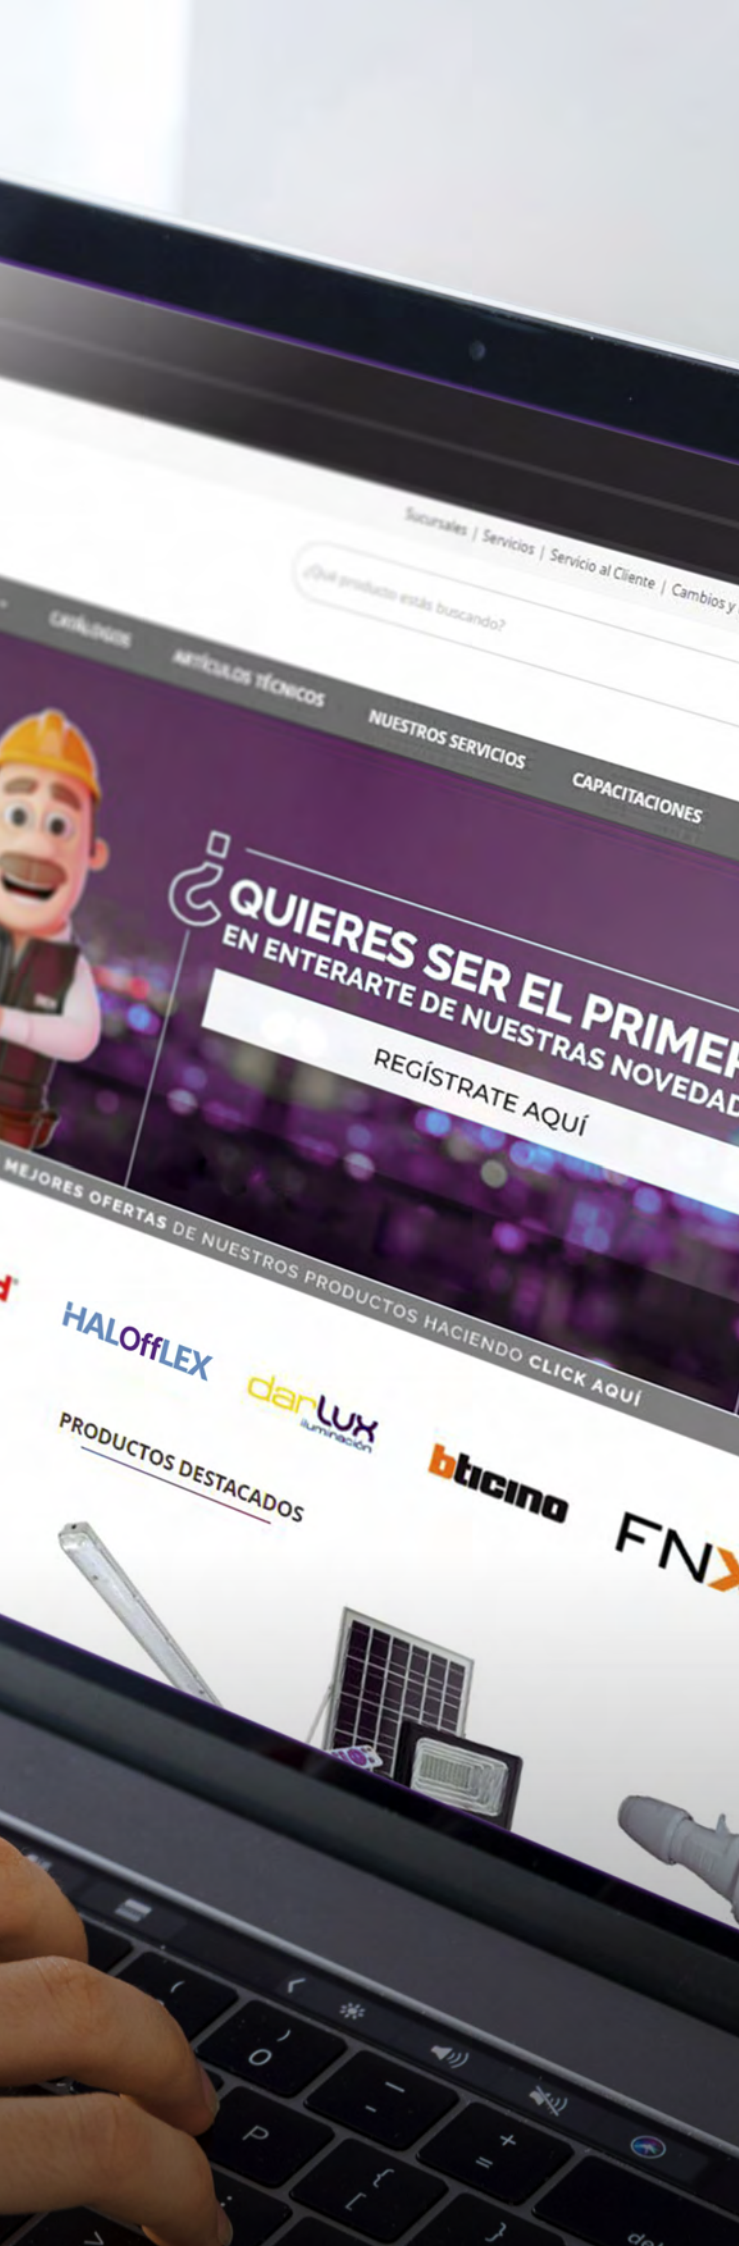 Sucursales | Servicios | Servicio al Cliente | Cambios y
¿Qué producto estás buscando?
CATÁLOGOS
ARTÍCULOS TÉCNICOS
NUESTROS SERVICIOS
CAPACITACIONES
¿QUIERES SER EL PRIMER
EN ENTERARTE DE NUESTRAS NOVEDAD
REGÍSTRATE AQUÍ
MEJORES OFERTAS DE NUESTROS PRODUCTOS HACIENDO CLICK AQUÍ
HALOffLEX
darlux
iluminación
bticino
FNX
PRODUCTOS DESTACADOS
O
P
+
=
{
[
}
del